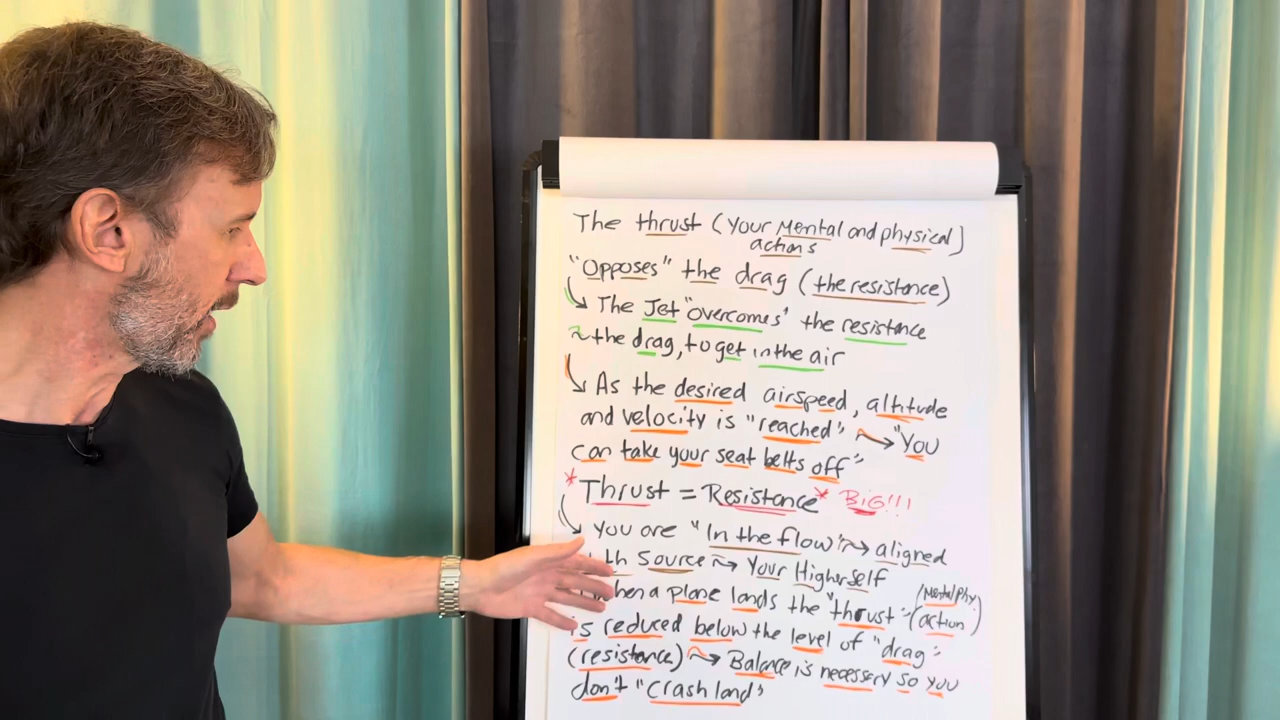 The thrust (Your Mental and physical)
actions
"Opposes" the drag (the resistance)
↳ The Jet "overcomes" the resistance
~ the drag, to get in the air
↳ As the desired airspeed, altitude
and velocity is "reached" ~→ "You
can take your seat belts off"
*Thrust = Resistance* BiG!!!
↳ you are "In the flow" ~→ aligned
Source ~→ Your Higherself
a plane lands the "thrust" (Mental/Phy
action)
is reduced below the level of "drag"
(resistance) ~→ Balance is necessary so you
don't "Crash land"